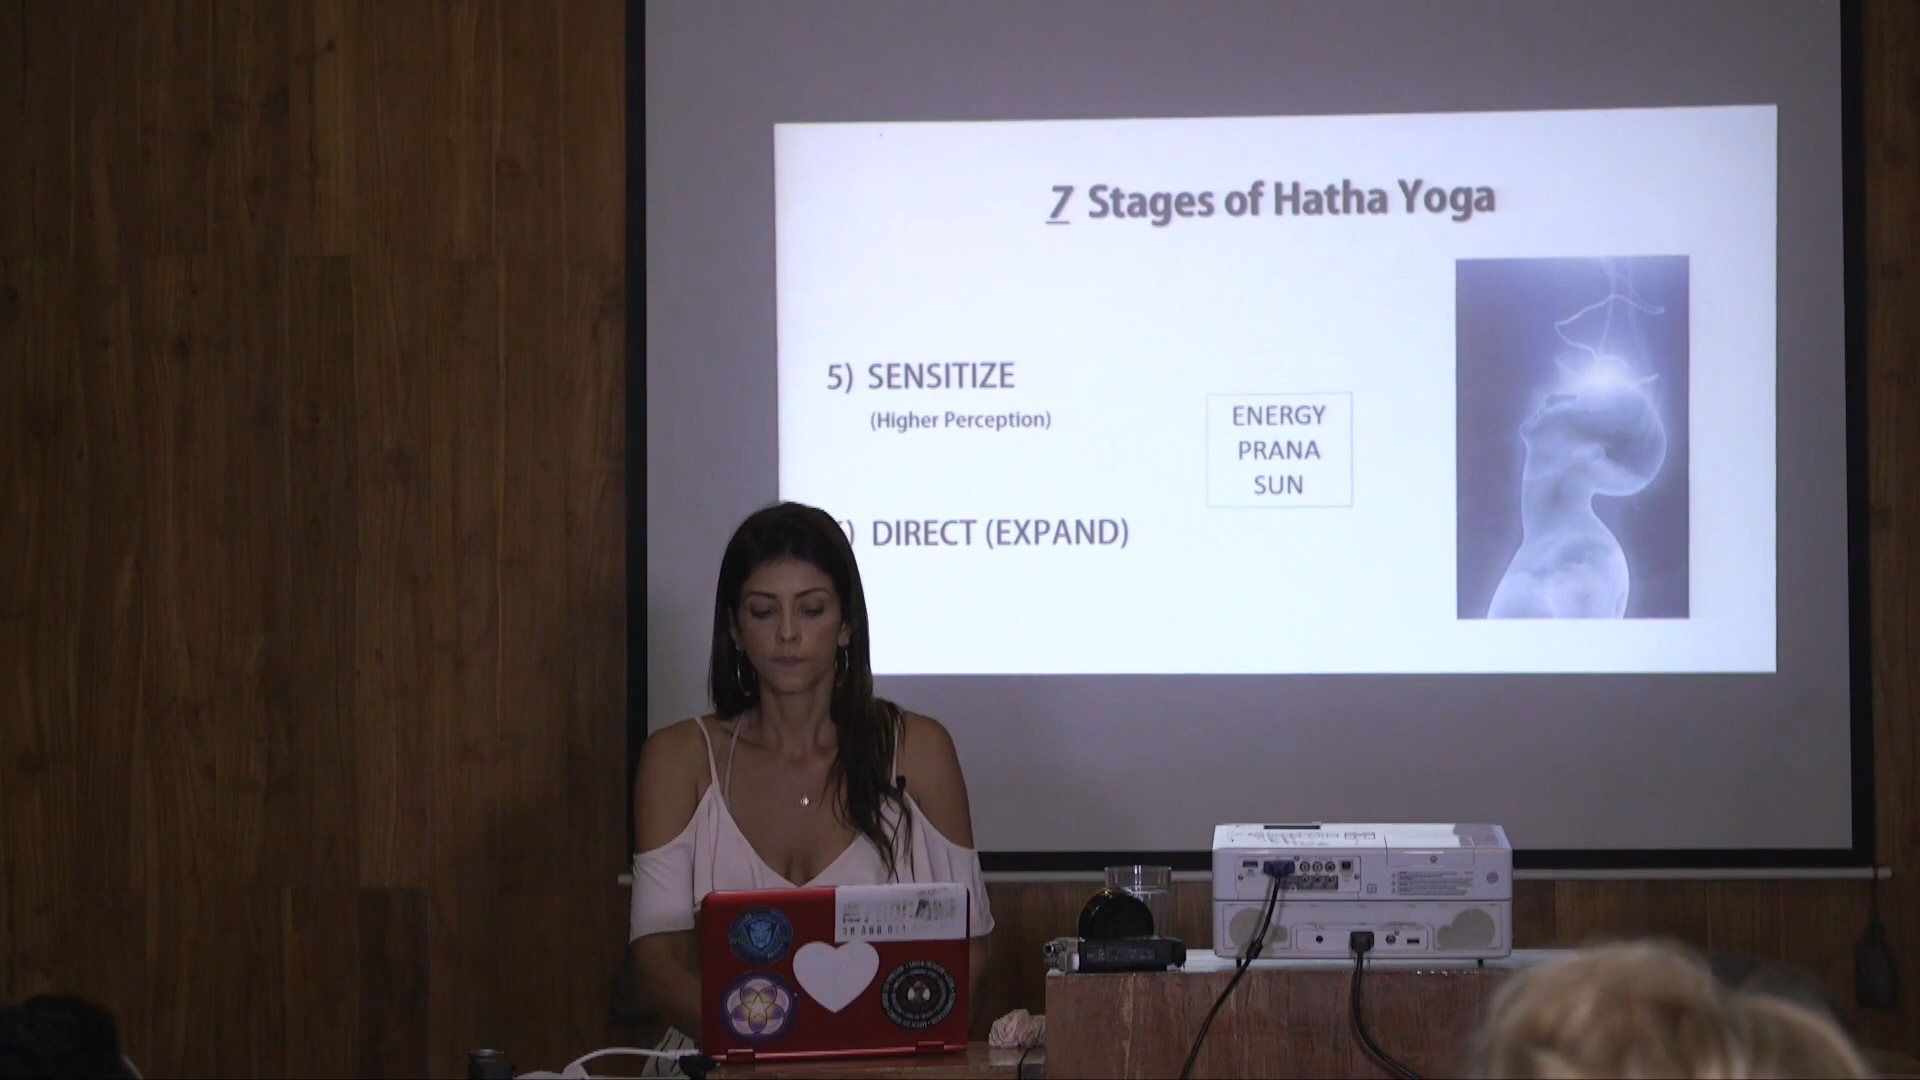 7 Stages of Hatha Yoga
5) SENSITIZE
(Higher Perception)
ENERGY
PRANA
SUN
) DIRECT (EXPAND)